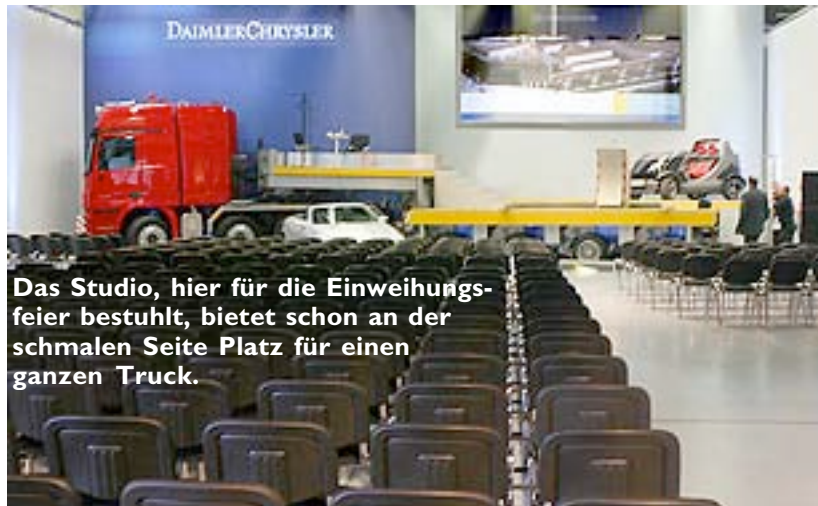 DAIMLERCHRYSLER
Das Studio, hier für die Einweihungs-
feier bestuhlt, bietet schon an der
schmalen Seite Platz für einen
ganzen Truck.